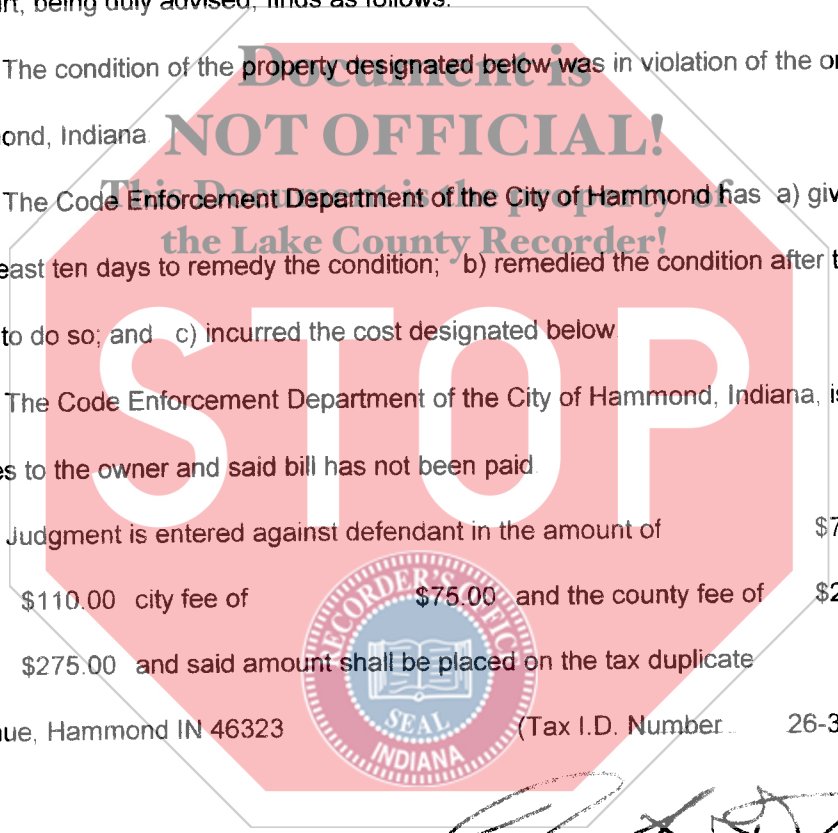 rt, being duly advised, finds as follows:
The condition of the property designated below was in violation of the or
Document is
ond, Indiana
NOT OFFICIAL!
The Code Enforcement Department of the City of Hammond has a) giv
This Document is the property of
the Lake County Recorder!
east ten days to remedy the condition; b) remedied the condition after t
to do so; and c) incurred the cost designated below
STOP
The Code Enforcement Department of the City of Hammond, Indiana, is
es to the owner and said bill has not been paid
Judgment is entered against defendant in the amount of $7
$110.00 city fee of $75.00 and the county fee of $2
$275.00 and said amount shall be placed on the tax duplicate
ue, Hammond IN 46323 (Tax I.D. Number 26-3
RECORDER'S OFFIC
SEAL
INDIANA